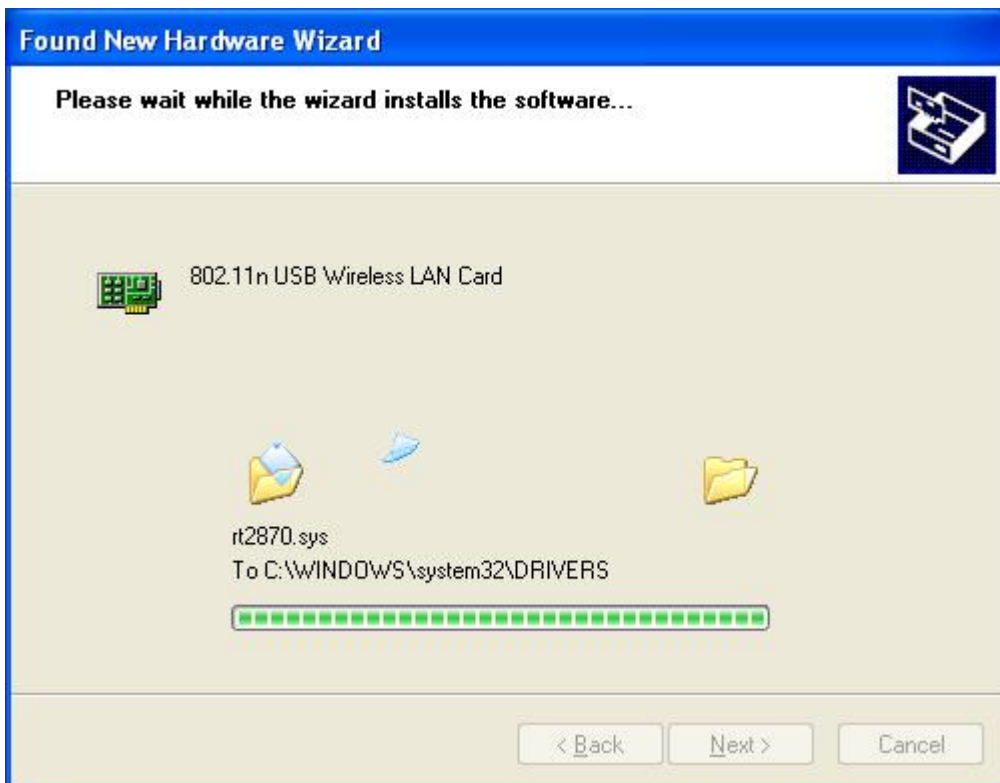 Found New Hardware Wizard
Please wait while the wizard installs the software...
802.11n USB Wireless LAN Card
rt2870.sys
To C:\WINDOWS\system32\DRIVERS
< Back
Next >
Cancel